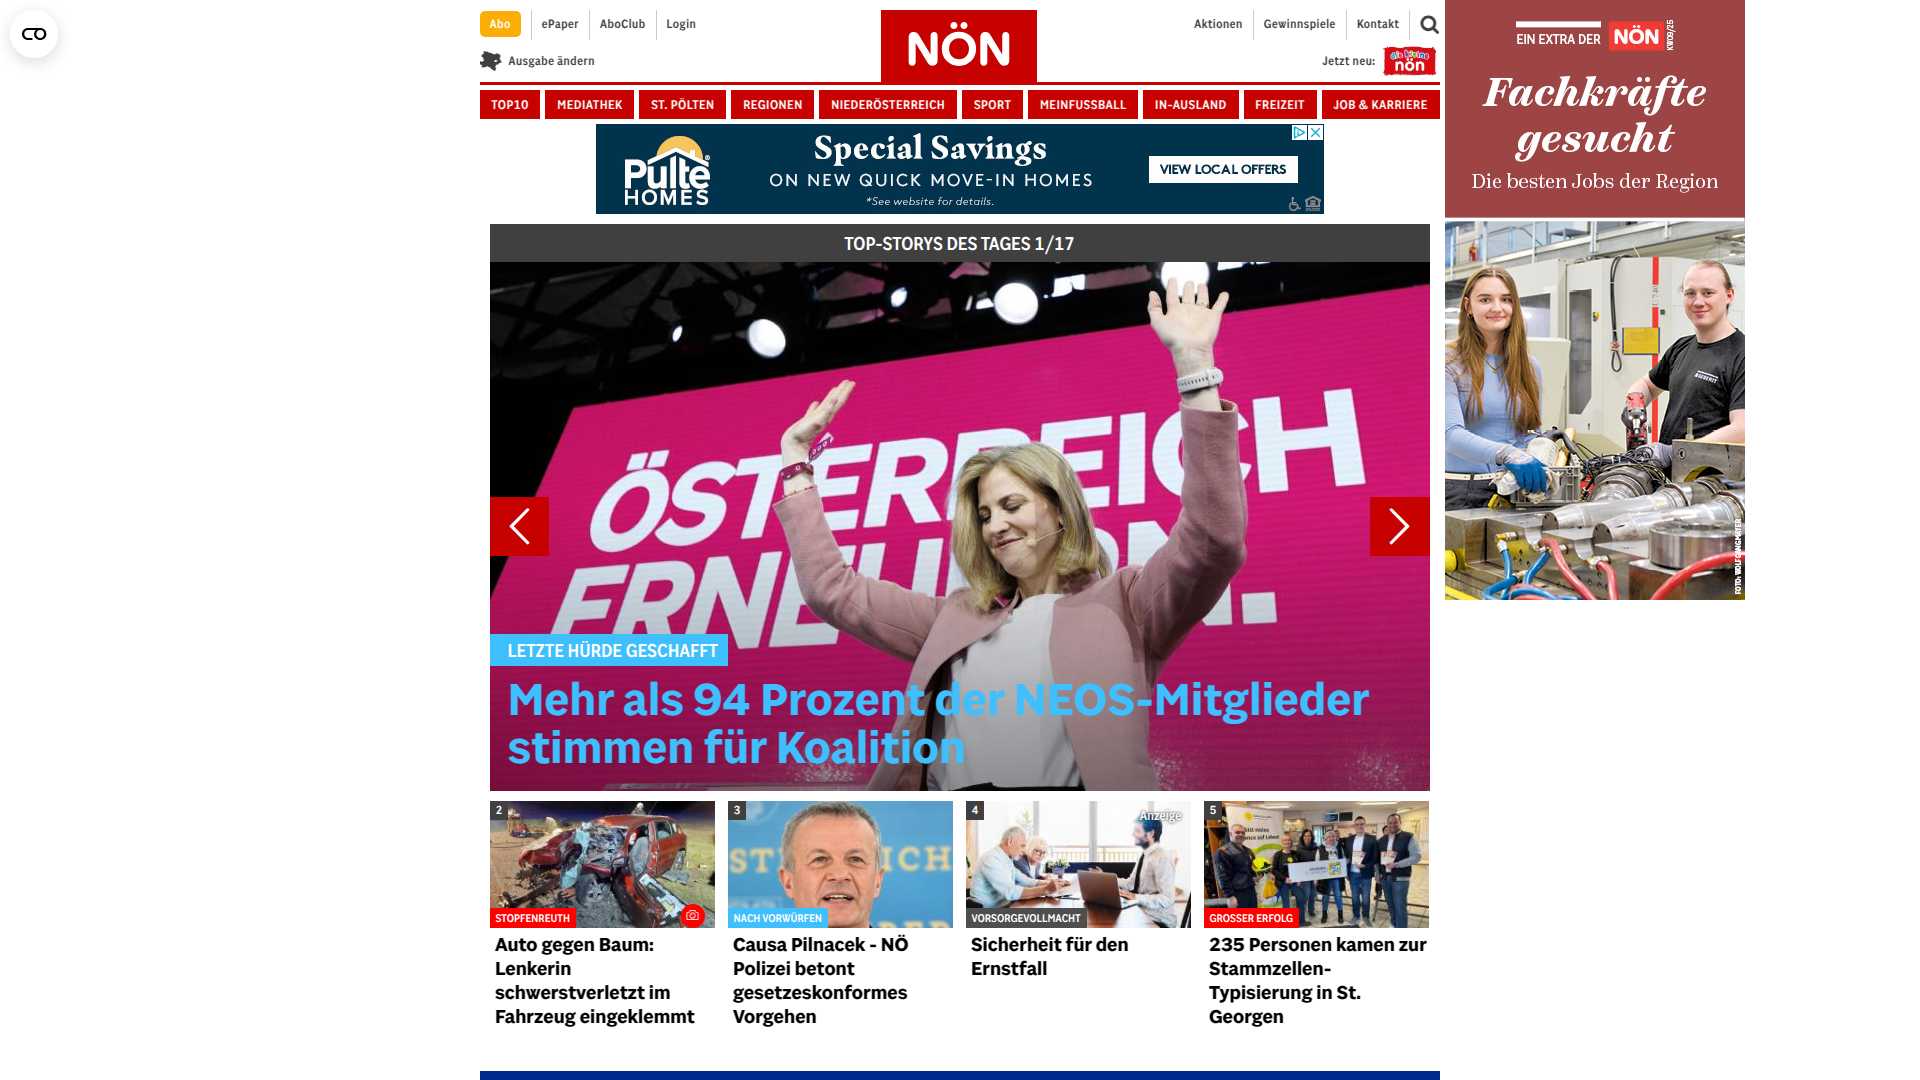 Abo
ePaper
AboClub
Login
Aktionen
Gewinnspiele
Kontakt
NÖN
Ausgabe ändern
Jetzt neu:
die kleine
nön
TOP10
MEDIATHEK
ST. PÖLTEN
REGIONEN
NIEDERÖSTERREICH
SPORT
MEINFUSSBALL
IN-AUSLAND
FREIZEIT
JOB & KARRIERE
Pulte
HOMES
Special Savings
ON NEW QUICK MOVE-IN HOMES
*See website for details.
VIEW LOCAL OFFERS
EIN EXTRA DER NÖN
KW09/25
Fachkräfte
gesucht
Die besten Jobs der Region
TOP-STORYS DES TAGES 1/17
ÖSTERREICH
LETZTE HÜRDE GESCHAFFT
Mehr als 94 Prozent der NEOS-Mitglieder
stimmen für Koalition
2
STOPFENREUTH
Auto gegen Baum:
Lenkerin
schwerstverletzt im
Fahrzeug eingeklemmt
3
NACH VORWÜRFEN
Causa Pilnacek - NÖ
Polizei betont
gesetzeskonformes
Vorgehen
4
Anzeige
VORSORGEVOLLMACHT
Sicherheit für den
Ernstfall
5
GROSSER ERFOLG
235 Personen kamen zur
Stammzellen-
Typisierung in St.
Georgen